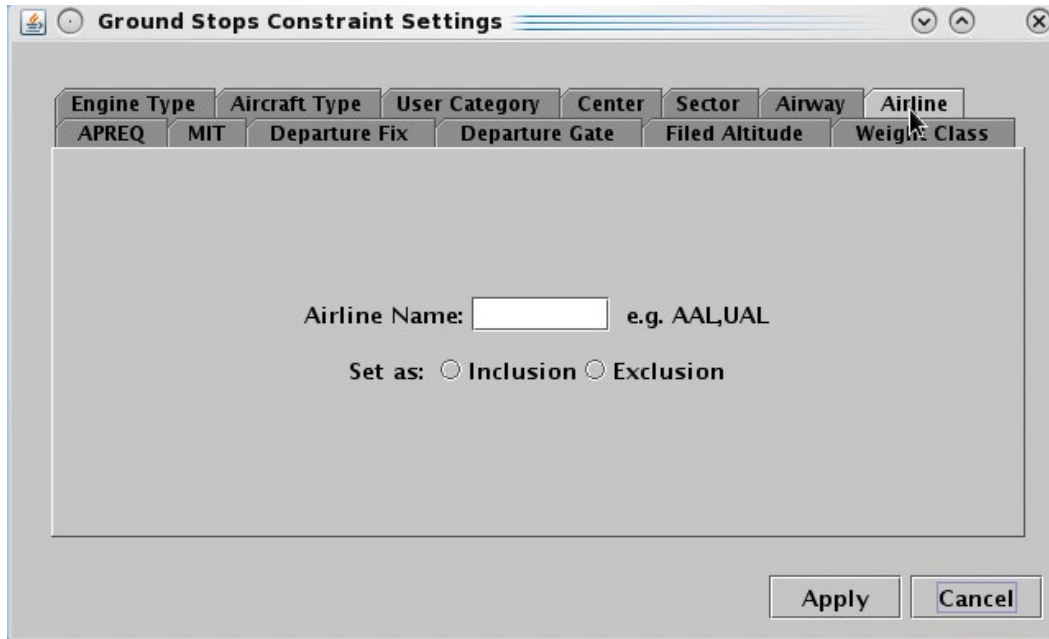 Ground Stops Constraint Settings
Engine Type Aircraft Type User Category Center Sector Airway Airline
APREQ MIT Departure Fix Departure Gate Filed Altitude Weight Class
Airline Name: e.g. AAL,UAL
Set as: Inclusion Exclusion
Apply Cancel